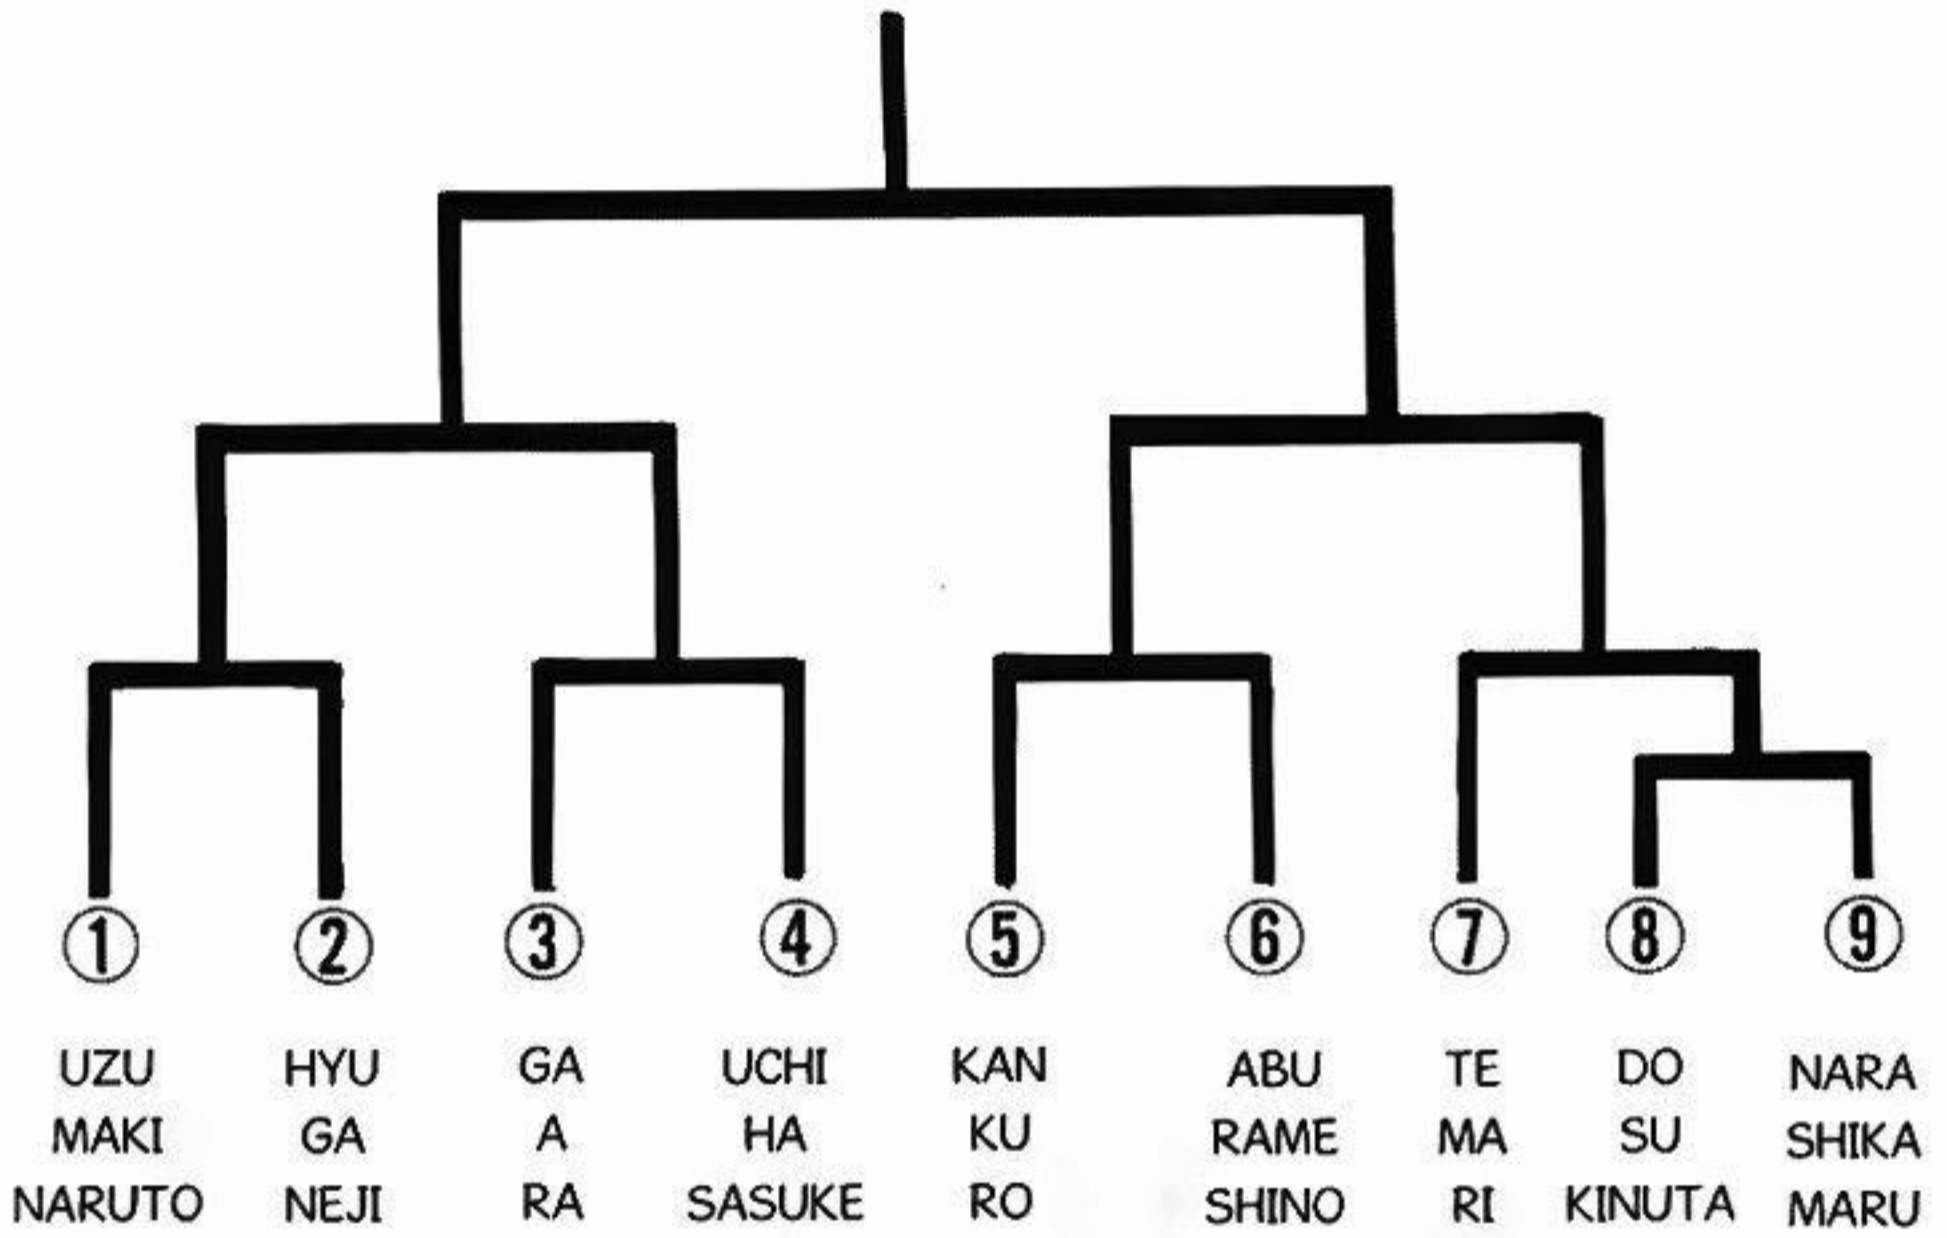 1 2 3 4 5 6 7 8 9
UZU HYU GA UCHI KAN ABU TE DO NARA
MAKI GA A HA KU RAME MA SU SHIKA
NARUTO NEJI RA SASUKE RO SHINO RI KINUTA MARU